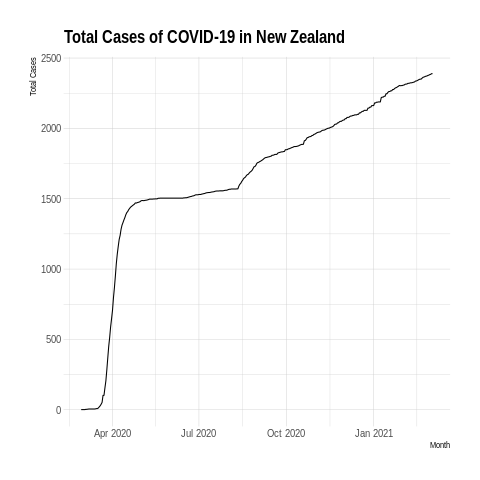 Total Cases of COVID-19 in New Zealand
Total Cases
2500
2000
1500
1000
500
0
Apr 2020 Jul 2020 Oct 2020 Jan 2021
Month